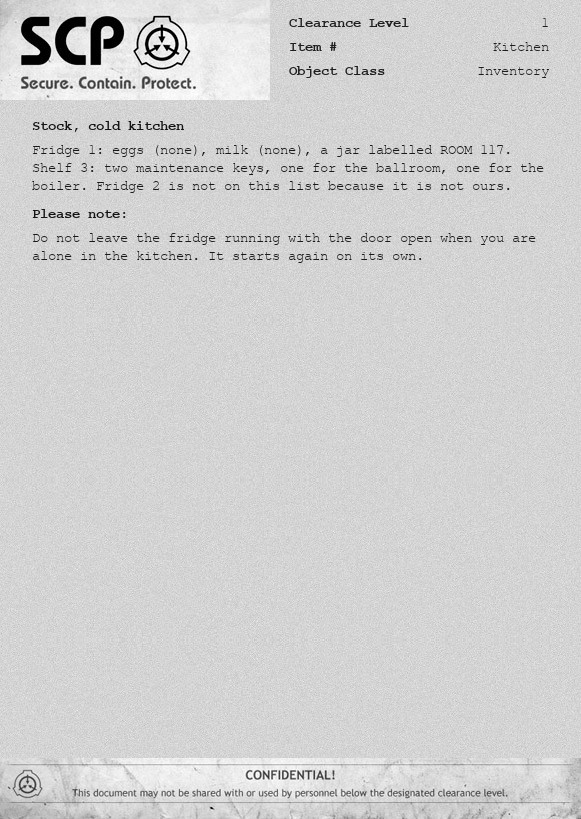 SCP
Secure. Contain. Protect.
Clearance Level 1
Item # Kitchen
Object Class Inventory
Stock, cold kitchen
Fridge 1: eggs (none), milk (none), a jar labelled ROOM 117.
Shelf 3: two maintenance keys, one for the ballroom, one for the
boiler. Fridge 2 is not on this list because it is not ours.
Please note:
Do not leave the fridge running with the door open when you are
alone in the kitchen. It starts again on its own.
CONFIDENTIAL!
This document may not be shared with or used by personnel below the designated clearance level.